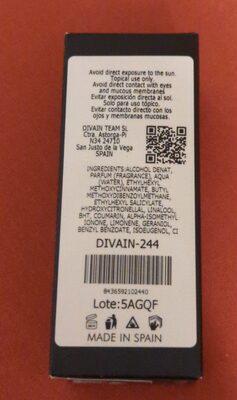 Avoid direct exposure to the sun.
Topical use only.
Avoid direct contact with eyes
and mucous membranes
Evitar exposición directa al sol.
Solo para uso tópico.
Evitar contacto directo con los
ojos y membranas mucosas.
DIVAIN TEAM SL
Ctra. Astorga-Pi
N34 24710
San Justo de la Vega
SPAIN
INGREDIENTS:ALCOHOL DENAT,
PARFUM (FRAGRANCE), AQUA
(WATER), ETHYLHEXYL
METHOXYCINNAMATE, BUTYL
METHOXYDIBENZOYLMETHANE,
ETHYLHEXYL SALICYLATE,
HYDROXYCITRONELLAL, LINALOOL,
BHT, COUMARIN, ALPHA-ISOMETHYL
IONONE, LIMONENE, GERANIOL,
BENZYL BENZOATE, ISOEUGENOL, CI
DIVAIN-244
8436592102440
Lote:5AGQF
MADE IN SPAIN